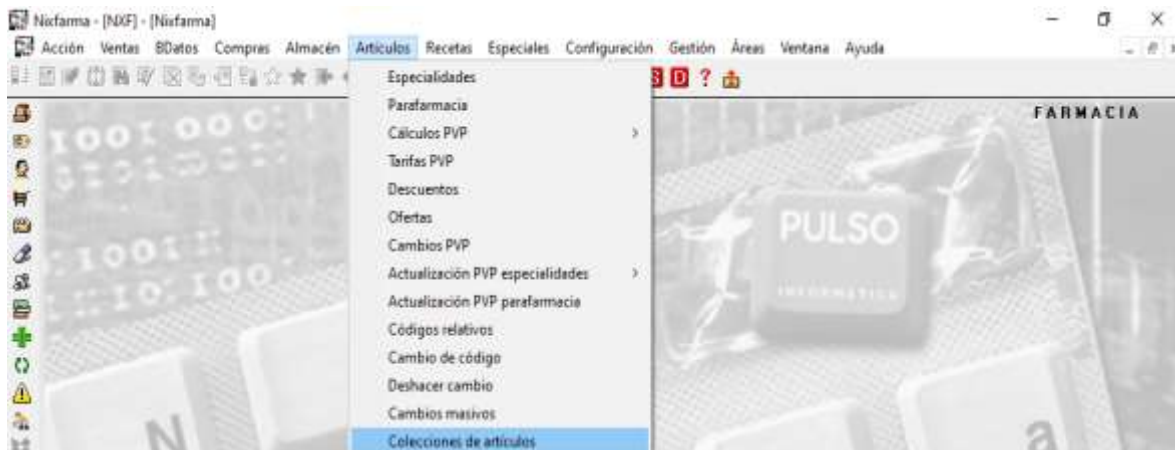 Nixfarma - [NXF] - [Nixfarma]
Acción Ventas BDatos Compras Almacén Artículos Recetas Especiales Configuración Gestión Áreas Ventana Ayuda
Especialidades
Parafarmacia
FARMACIA
Cálculos PVP
Tarifas PVP
Descuentos
Ofertas
PULSO
INFORMATICA
Cambios PVP
Actualización PVP especialidades
Actualización PVP parafarmacia
Códigos relativos
Cambio de código
Deshacer cambio
Cambios masivos
Colecciones de artículos
N
a